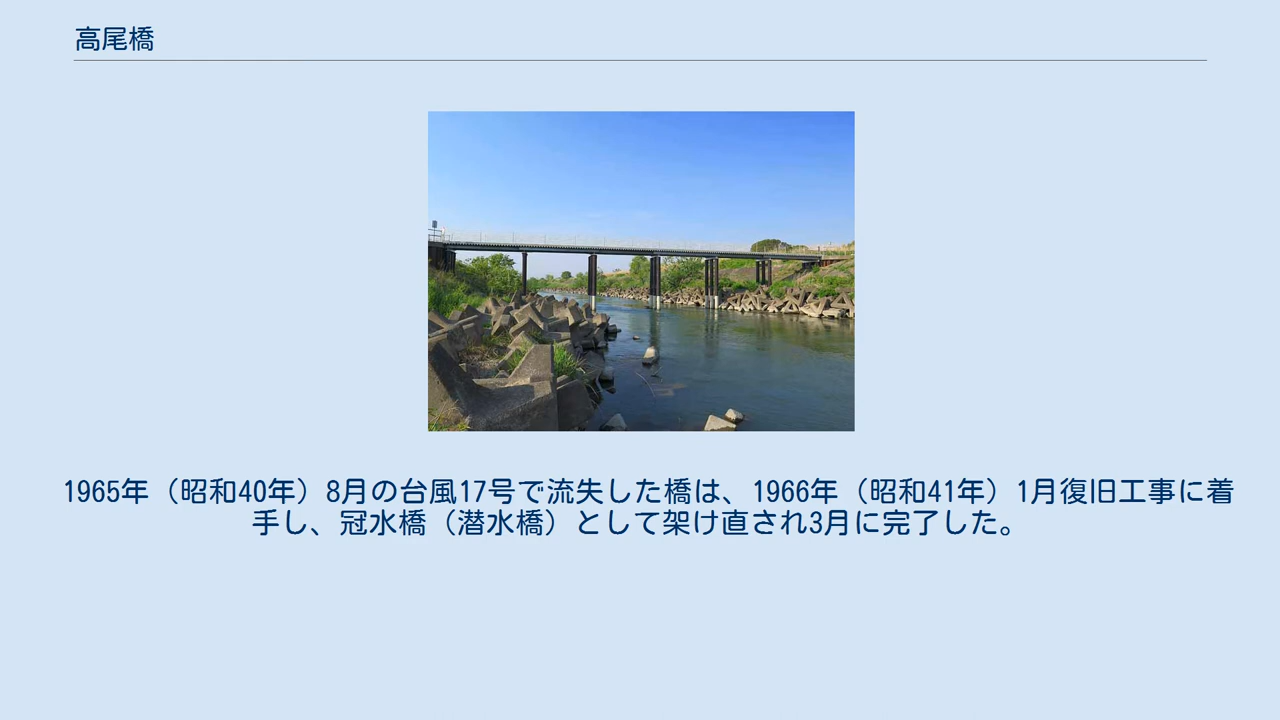 高尾橋
1965年（昭和40年）8月の台風17号で流失した橋は、1966年（昭和41年）1月復旧工事に着
手し、冠水橋（潜水橋）として架け直され3月に完了した。